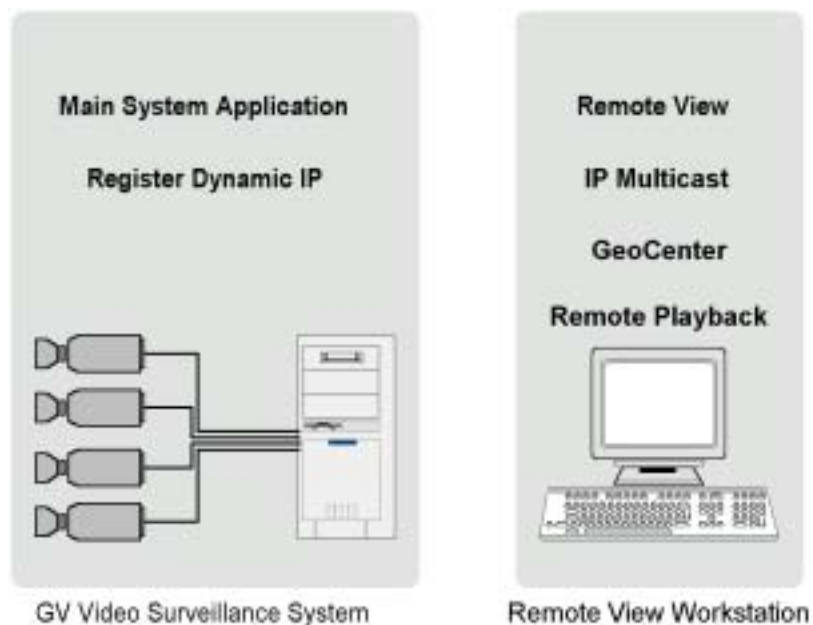 Main System Application
Register Dynamic IP
GV Video Surveillance System
Remote View
IP Multicast
GeoCenter
Remote Playback
Remote View Workstation